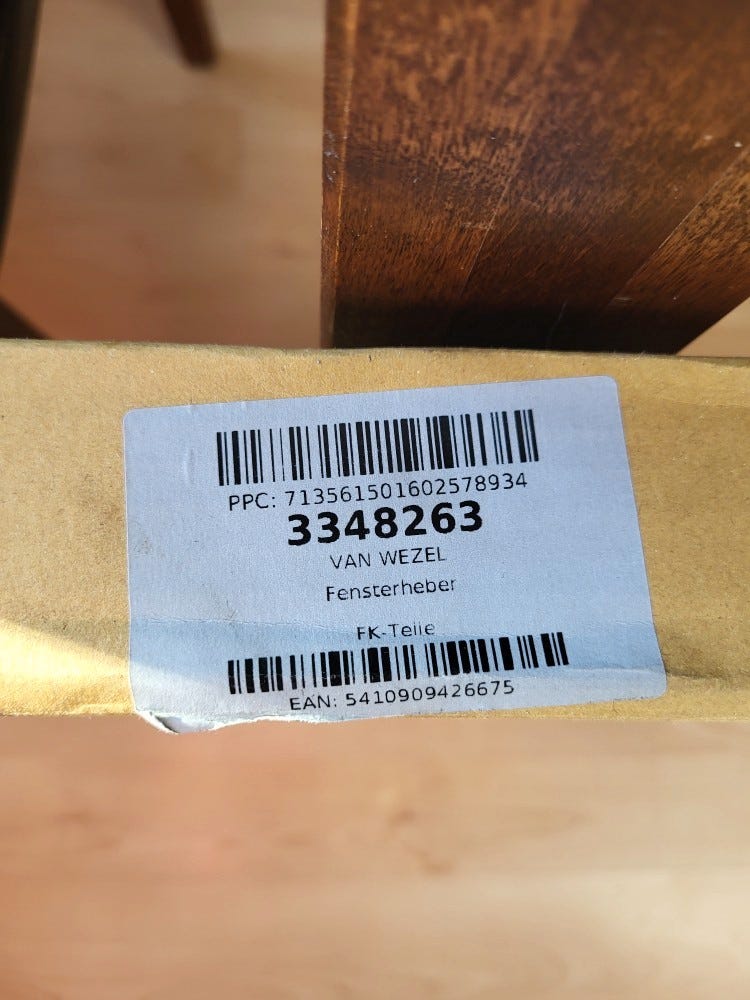 PPC: 713561501602578934
3348263
VAN WEZEL
Fensterheber
FK-Teile
EAN: 5410909426675